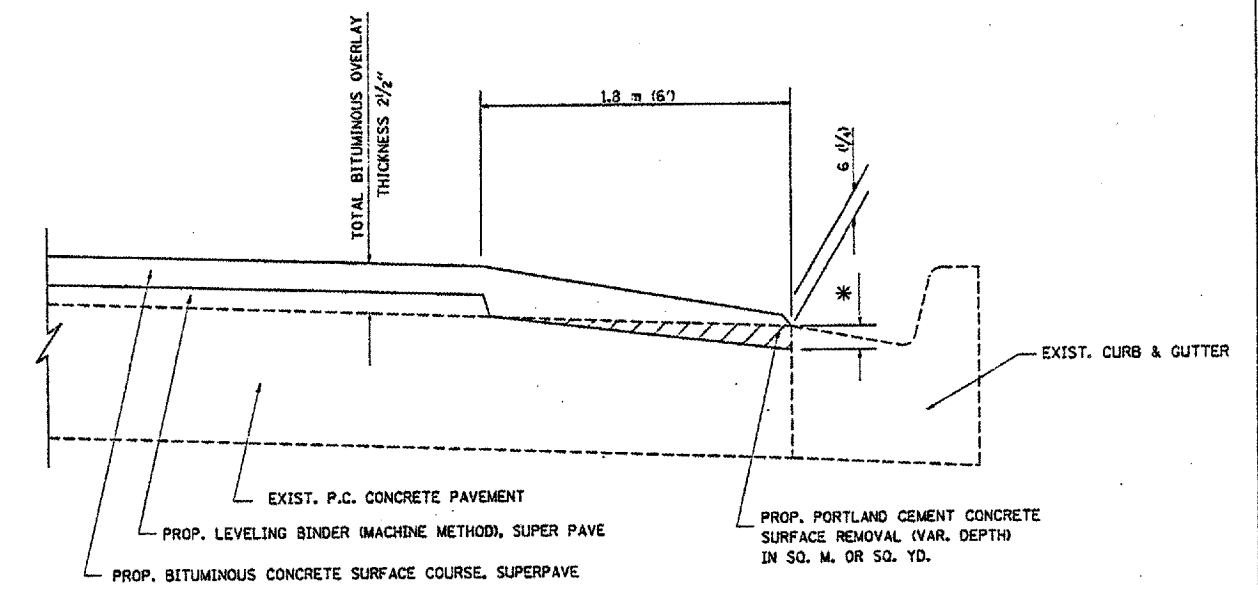 TOTAL BITUMINOUS OVERLAY
THICKNESS 2½"
1.8 m (6')
6 (¼)
*
EXIST. CURB & GUTTER
EXIST. P.C. CONCRETE PAVEMENT
PROP. LEVELING BINDER (MACHINE METHOD), SUPER PAVE
PROP. BITUMINOUS CONCRETE SURFACE COURSE, SUPERPAVE
PROP. PORTLAND CEMENT CONCRETE
SURFACE REMOVAL (VAR. DEPTH)
IN SQ. M. OR SQ. YD.